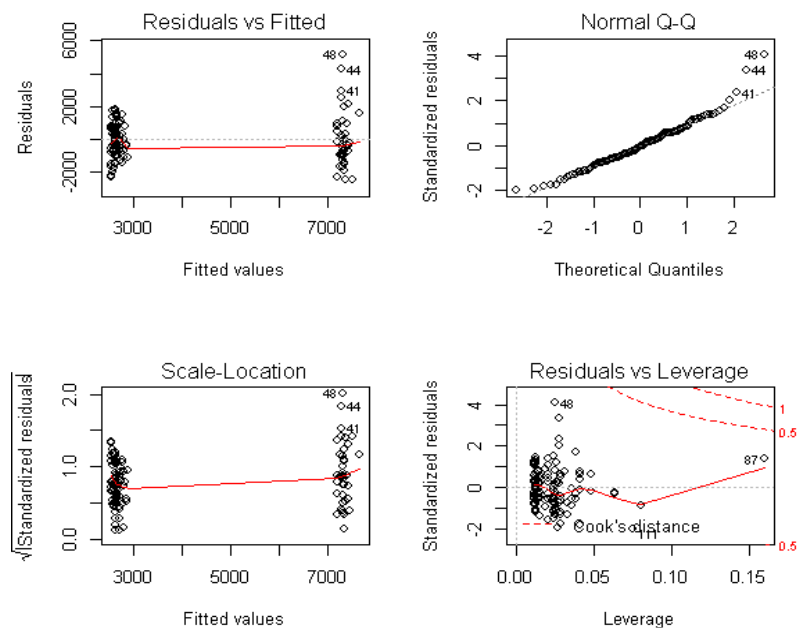 Residuals vs Fitted
Residuals
-2000 2000 6000
48
44
41
3000 5000 7000
Fitted values
Normal Q-Q
Standardized residuals
-2 0 2 4
48
44
41
-2 -1 0 1 2
Theoretical Quantiles
Scale-Location
√|Standardized residuals|
0.0 1.0 2.0
48
44
41
3000 5000 7000
Fitted values
Residuals vs Leverage
Standardized residuals
-2 0 2 4
48
1
0.5
87
Cook's distance
111
0.5
0.00 0.05 0.10 0.15
Leverage